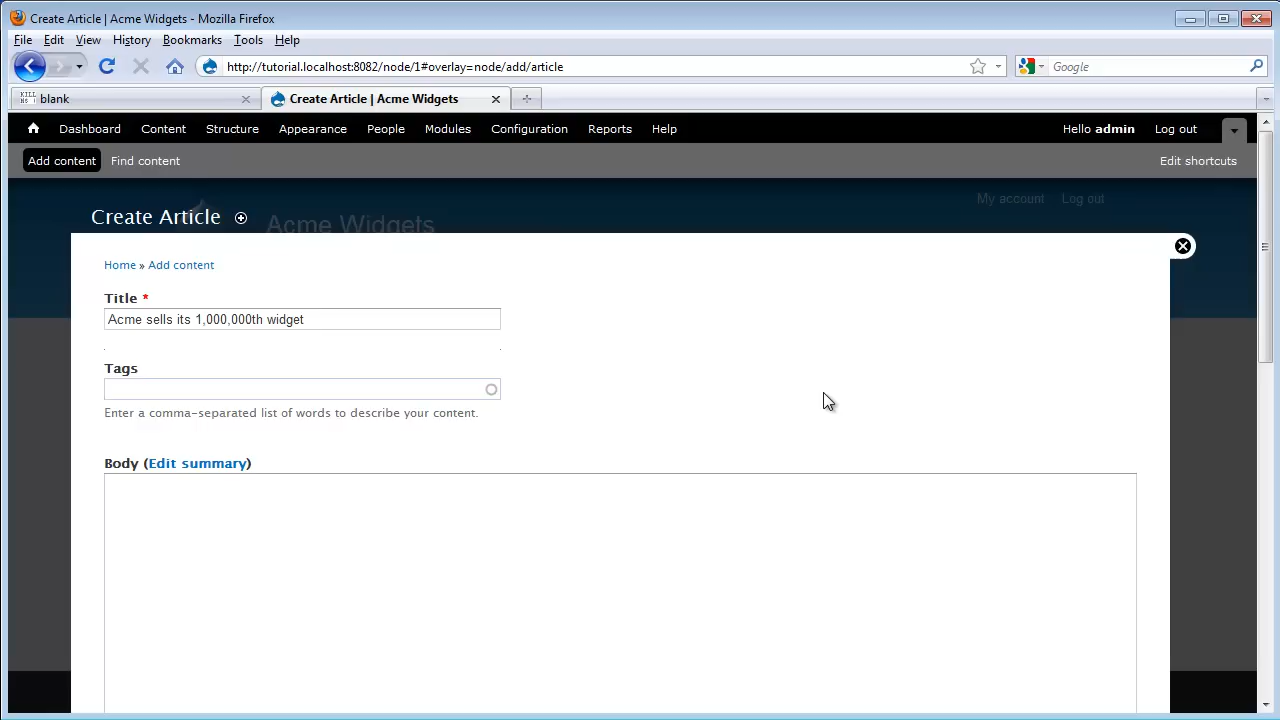 Create Article | Acme Widgets - Mozilla Firefox
File Edit View History Bookmarks Tools Help
http://tutorial.localhost:8082/node/1#overlay=node/add/article
Google
blank
Create Article | Acme Widgets
Dashboard Content Structure Appearance People Modules Configuration Reports Help
Hello admin Log out
Add content Find content
Edit shortcuts
My account Log out
Create Article
Acme Widgets
Home » Add content
Title *
Acme sells its 1,000,000th widget
Tags
Enter a comma-separated list of words to describe your content.
Body (Edit summary)